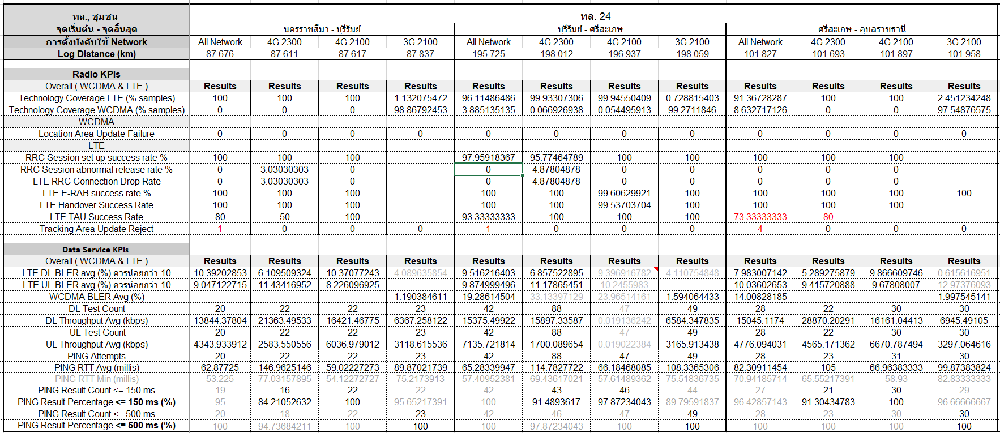 ทล., ชุมชน ทล. 24
จุดเริ่มต้น - จุดสิ้นสุด นครราชสีมา - บุรีรัมย์ บุรีรัมย์ - ศรีสะเกษ ศรีสะเกษ - อุบลราชธานี
การตั้งบังคับใช้ Network All Network 4G 2300 4G 2100 3G 2100 All Network 4G 2300 4G 2100 3G 2100 All Network 4G 2300 4G 2100 3G 2100
Log Distance (km) 87.676 87.611 87.617 87.837 195.725 198.012 196.937 198.059 101.827 101.693 101.897 101.958
Radio KPIs
Overall ( WCDMA & LTE ) Results Results Results Results Results Results Results Results Results Results Results Results
Technology Coverage LTE (% samples) 100 100 100 1.132075472 96.11486486 99.93307306 99.94550409 0.728815403 91.36728287 100 100 2.451234248
Technology Coverage WCDMA (% samples) 0 0 0 98.86792453 3.885135135 0.066926938 0.054495913 99.2711846 8.632717126 0 0 97.54876575
WCDMA
Location Area Update Failure 0 0 0 0 0 0 0 0 0 0 0 0
LTE
RRC Session set up success rate % 100 100 100 97.95918367 95.77464789 100 100 100 100 100
RRC Session abnormal release rate % 0 3.03030303 0 0 4.87804878 0 0 0 0 0
LTE RRC Connection Drop Rate 0 3.03030303 0 0 4.87804878 0 0 0 0 0
LTE E-RAB success rate % 100 100 100 100 100 99.60629921 100 100 100 100 100
LTE Handover Success Rate 100 100 100 100 100 99.53703704 100 100 100 100
LTE TAU Success Rate 80 50 100 93.33333333 100 100 100 73.33333333 80
Tracking Area Update Reject 1 0 0 0 1 0 0 0 4 0 0 0
Data Service KPIs
Overall ( WCDMA & LTE ) Results Results Results Results Results Results Results Results Results Results Results Results
LTE DL BLER avg (%) ควรน้อยกว่า 10 10.39202853 6.109509324 10.37077243 4.089635854 9.516216403 6.857522895 9.396916782 4.110754848 7.983007142 5.289275879 9.866609746 0.615616951
LTE UL BLER avg (%) ควรน้อยกว่า 10 9.047122715 11.43416952 8.226096925 9.874999496 11.17865451 10.2455983 10.03602653 9.415720888 9.67808007 12.97376093
WCDMA BLER Avg (%) 1.190384611 19.28614504 33.13397129 23.96514161 1.594064433 14.00828185 1.997545141
DL Test Count 20 22 22 23 42 88 47 49 28 22 30 30
DL Throughput Avg (kbps) 13844.37804 21363.49533 16421.46775 6367.258122 15375.49922 15897.33587 0.019136242 6584.347835 15045.1174 28870.20291 16161.04413 6945.49105
UL Test Count 20 22 22 23 42 88 47 49 28 22 30 30
UL Throughput Avg (kbps) 4343.933912 2583.550556 6036.979012 3118.615536 7135.721814 1700.089654 0.019022384 3165.913438 4776.094031 4565.171362 6670.787494 3297.064616
PING Attempts 20 22 22 23 42 88 47 49 28 23 31 30
PING RTT Avg (millis) 62.87725 146.9625146 59.02227273 89.87021739 65.28339947 114.7827722 66.18468085 108.3365306 82.30911454 105 66.96383333 99.87383824
PING RTT Min (millis) 53.225 77.03157895 54.12272727 75.2173913 57.40952381 69.43617021 57.61489362 75.51836735 70.94185714 65.55217391 58.93 82.83333333
PING Result Count <= 150 ms 19 16 22 22 42 43 46 44 27 21 30 29
PING Result Percentage <= 150 ms (%) 95 84.21052632 100 95.65217391 100 91.4893617 97.87234043 89.79591837 96.42857143 91.30434783 100 96.66666667
PING Result Count <= 500 ms 20 18 22 23 42 46 47 49 28 23 30 30
PING Result Percentage <= 500 ms (%) 100 94.73684211 100 100 100 97.87234043 100 100 100 100 100 100